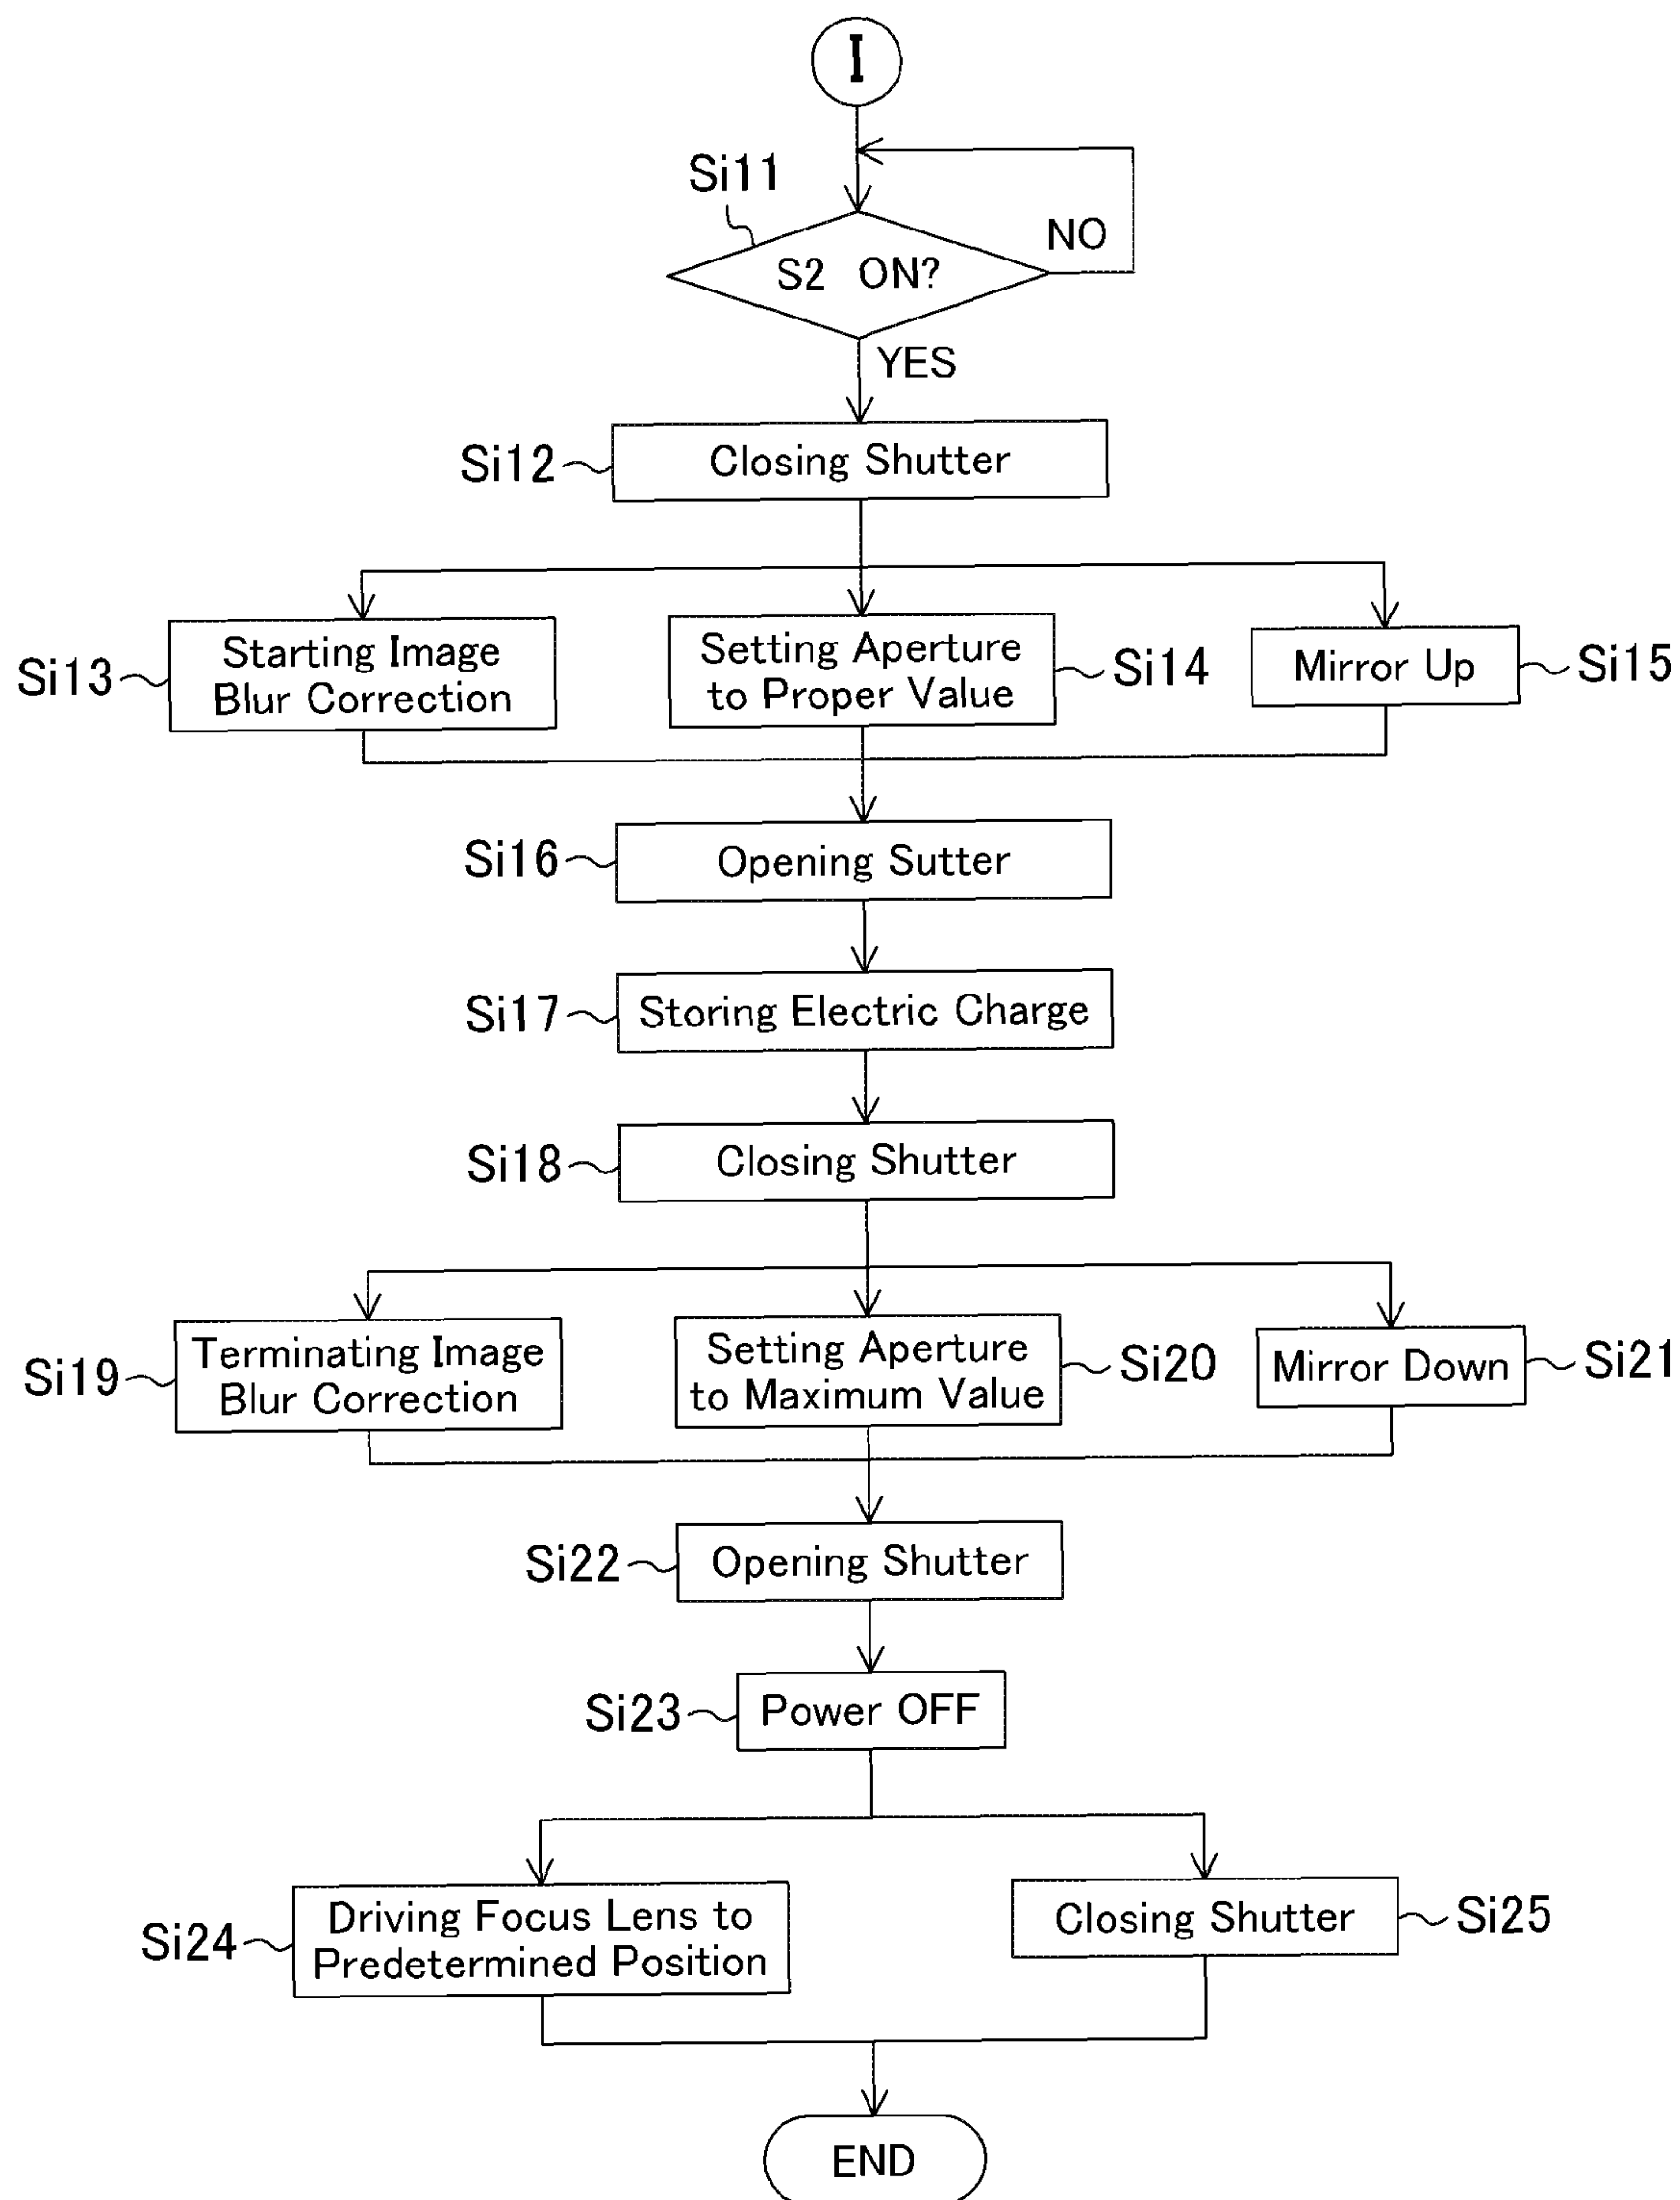 I
Si11
S2 ON?
NO
YES
Si12
Closing Shutter
Si13
Starting Image
Blur Correction
Setting Aperture
to Proper Value
Si14
Mirror Up
Si15
Si16
Opening Sutter
Si17
Storing Electric Charge
Si18
Closing Shutter
Si19
Terminating Image
Blur Correction
Setting Aperture
to Maximum Value
Si20
Mirror Down
Si21
Si22
Opening Shutter
Si23
Power OFF
Si24
Driving Focus Lens to
Predetermined Position
Closing Shutter
Si25
END